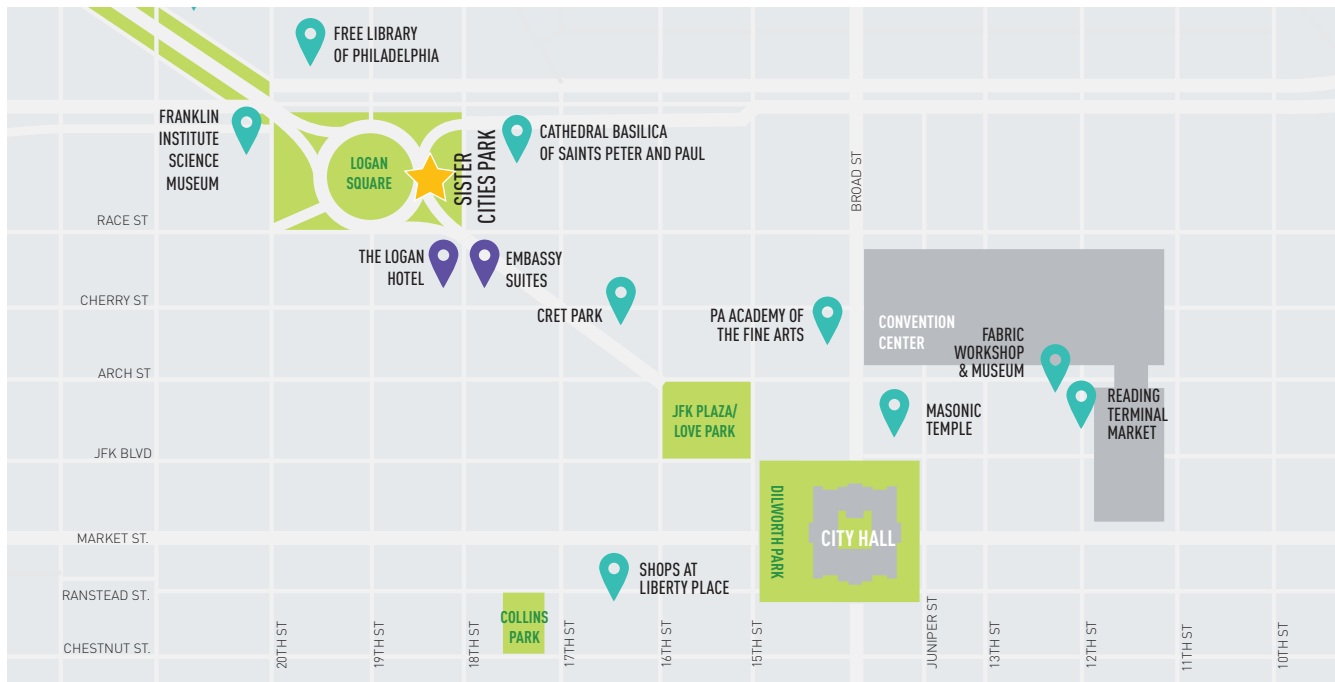 FREE LIBRARY
OF PHILADELPHIA
FRANKLIN
INSTITUTE
SCIENCE
MUSEUM
LOGAN
SQUARE
SISTER
CITIES PARK
CATHEDRAL BASILICA
OF SAINTS PETER AND PAUL
BROAD ST
RACE ST
THE LOGAN
HOTEL
EMBASSY
SUITES
CHERRY ST
CRET PARK
PA ACADEMY OF
THE FINE ARTS
CONVENTION
CENTER
FABRIC
WORKSHOP
& MUSEUM
ARCH ST
JFK PLAZA/
LOVE PARK
MASONIC
TEMPLE
READING
TERMINAL
MARKET
JFK BLVD
DILWORTH PARK
CITY HALL
MARKET ST.
SHOPS AT
LIBERTY PLACE
RANSTEAD ST.
COLLINS
PARK
CHESTNUT ST.
20TH ST
19TH ST
18TH ST
17TH ST
16TH ST
15TH ST
JUNIPER ST
13TH ST
12TH ST
11TH ST
10TH ST